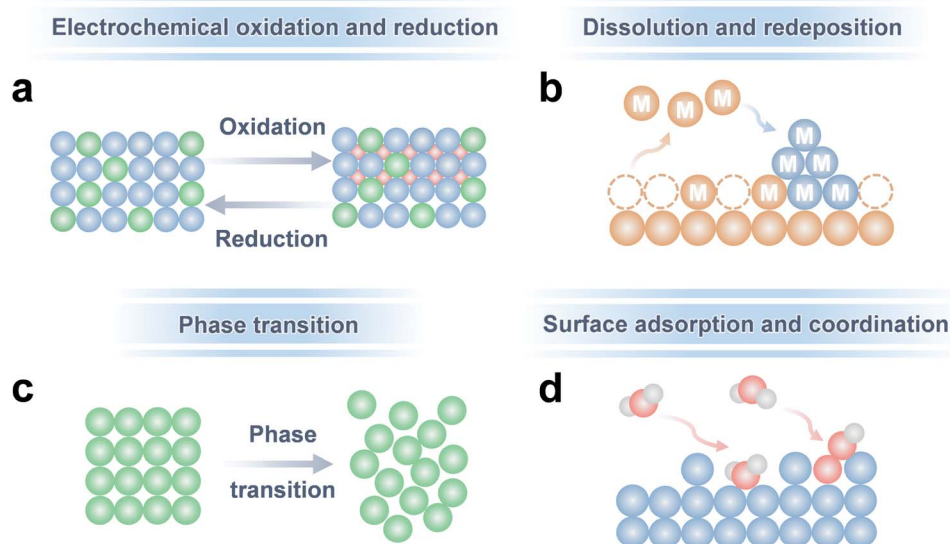 Electrochemical oxidation and reduction
Dissolution and redeposition
a
Oxidation
Reduction
b
M M M
M
M M
M M M M
Phase transition
Surface adsorption and coordination
c
Phase
transition
d